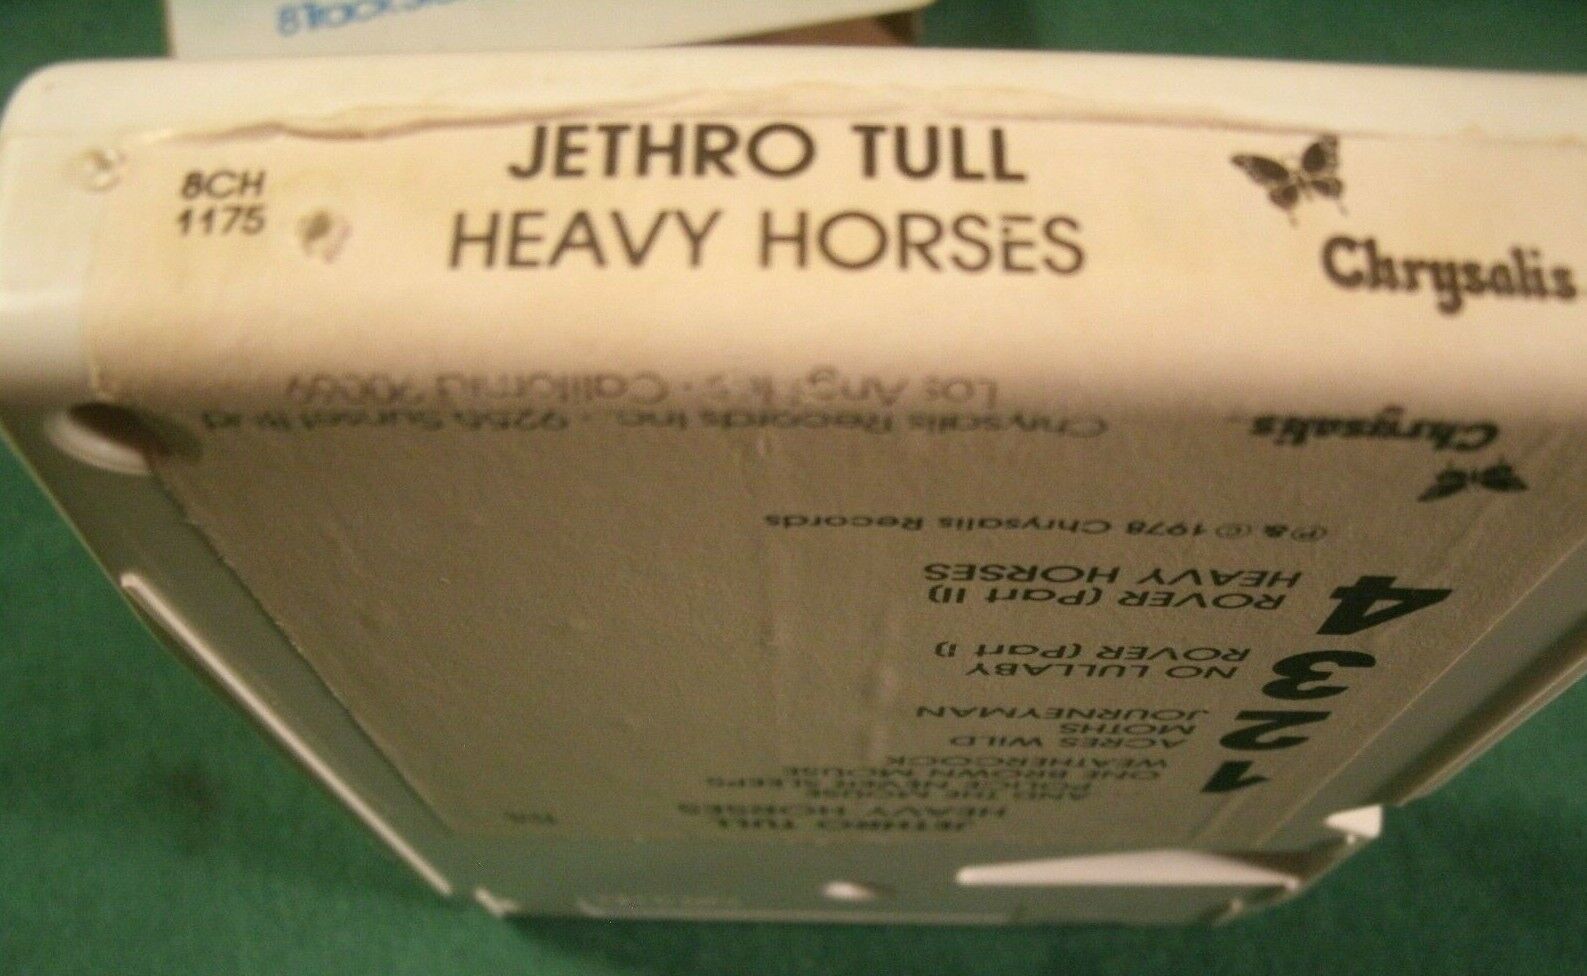 8 Track
8CH
1175
JETHRO TULL
HEAVY HORSES
Chrysalis
JETHRO TULL
HEAVY HORSES
1
AND THE MOUSE
POLICE NEVER SLEEPS
ONE BROWN MOUSE
WEATHERCOCK
2
ACRES WILD
MOTHS
JOURNEYMAN
3
NO LULLABY
ROVER (Part I)
4
ROVER (Part II)
HEAVY HORSES
℗ & © 1978 Chrysalis Records
Chrysalis
Chrysalis Records Inc. · 9255 Sunset Blvd
Los Angeles · California 90069